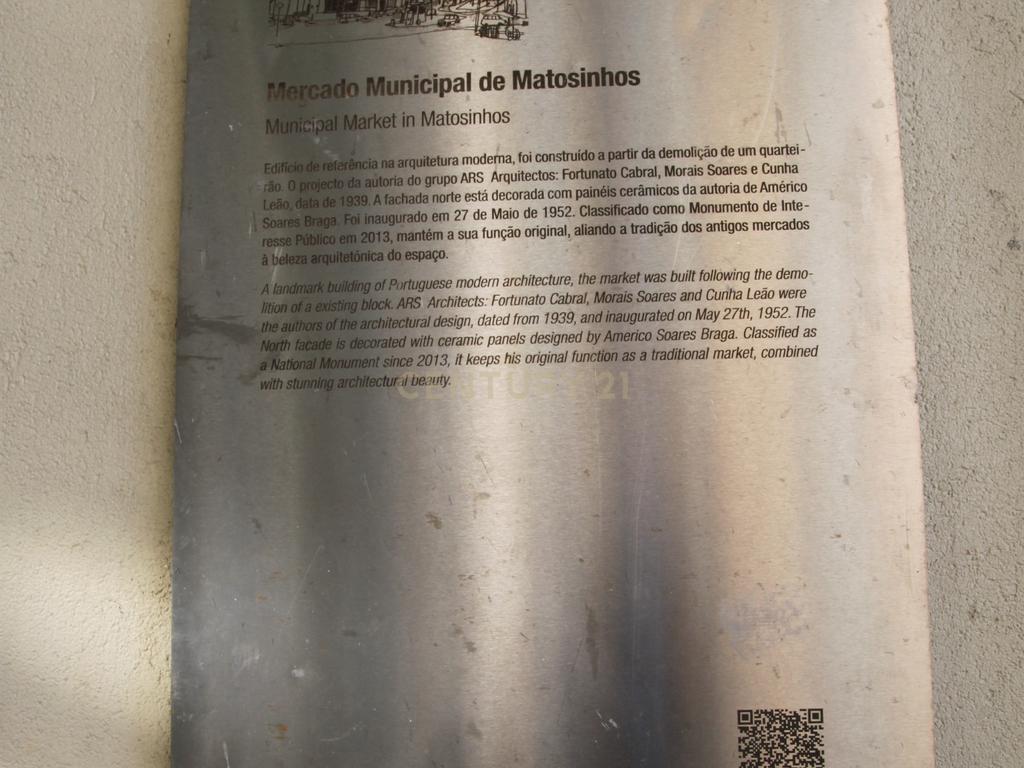 Mercado Municipal de Matosinhos
Municipal Market in Matosinhos
Edifício de referência na arquitetura moderna, foi construído a partir da demolição de um quartei-
rão. O projecto da autoria do grupo ARS Arquitectos: Fortunato Cabral, Morais Soares e Cunha
Leão, data de 1939. A fachada norte está decorada com painéis cerâmicos da autoria de Américo
Soares Braga. Foi inaugurado em 27 de Maio de 1952. Classificado como Monumento de Inte-
resse Público em 2013, mantém a sua função original, aliando a tradição dos antigos mercados
à beleza arquitetónica do espaço.
A landmark building of Portuguese modern architecture, the market was built following the demo-
lition of a existing block. ARS Architects: Fortunato Cabral, Morais Soares and Cunha Leão were
the authors of the architectural design, dated from 1939, and inaugurated on May 27th, 1952. The
North facade is decorated with ceramic panels designed by Americo Soares Braga. Classified as
a National Monument since 2013, it keeps his original function as a traditional market, combined
with stunning architectural beauty.
CENTURY 21